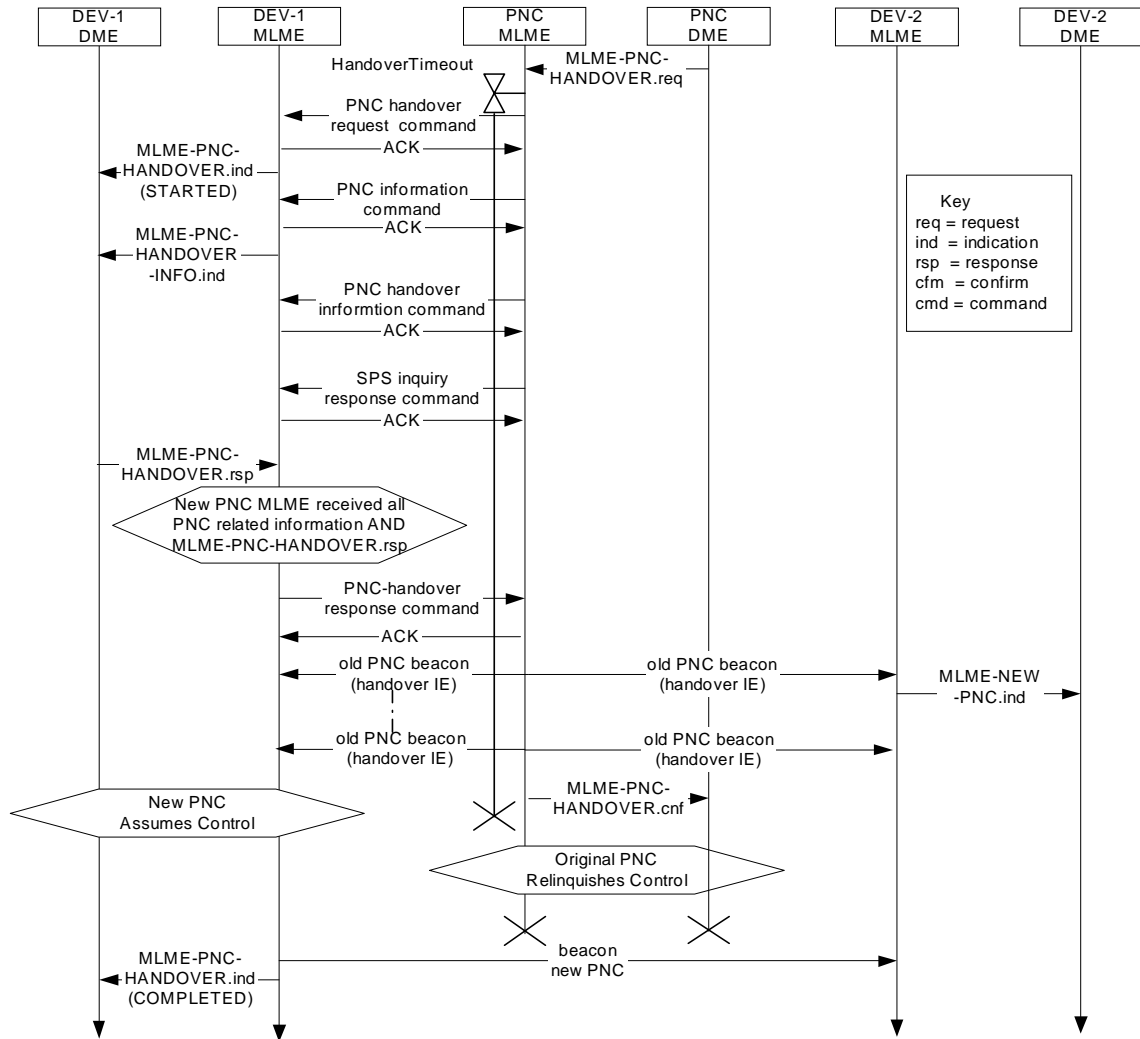 DEV-1
DME
DEV-1
MLME
PNC
MLME
PNC
DME
DEV-2
MLME
DEV-2
DME
HandoverTimeout
MLME-PNC-
HANDOVER.req
PNC handover
request command
ACK
MLME-PNC-
HANDOVER.ind
(STARTED)
PNC information
command
ACK
MLME-PNC-
HANDOVER
-INFO.ind
Key
req = request
ind = indication
rsp = response
cfm = confirm
cmd = command
PNC handover
inrformtion command
ACK
SPS inquiry
response command
ACK
MLME-PNC-
HANDOVER.rsp
New PNC MLME received all
PNC related information AND
MLME-PNC-HANDOVER.rsp
PNC-handover
response command
ACK
old PNC beacon
(handover IE)
old PNC beacon
(handover IE)
MLME-NEW
-PNC.ind
old PNC beacon
(handover IE)
old PNC beacon
(handover IE)
MLME-PNC-
HANDOVER.cnf
New PNC
Assumes Control
Original PNC
Relinquishes Control
beacon
new PNC
MLME-PNC-
HANDOVER.ind
(COMPLETED)